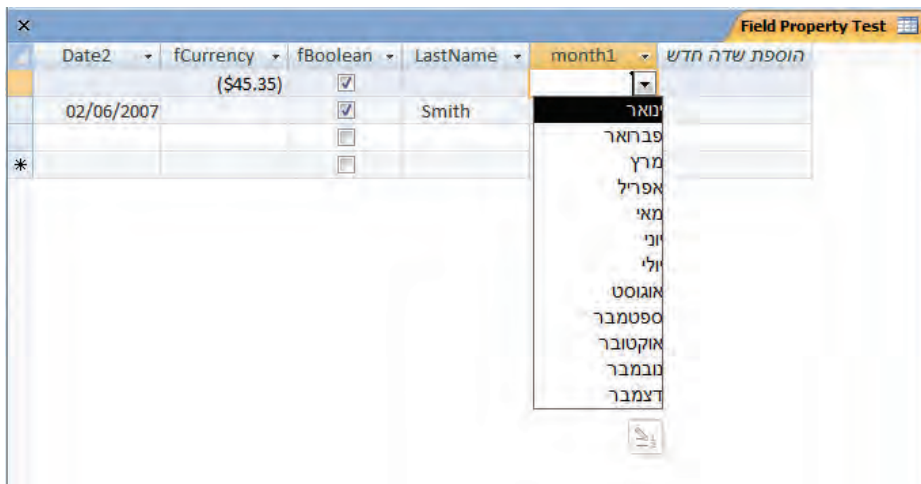 Field Property Test
Date2 fCurrency fBoolean LastName month1 הוספת שדה חדש
($45.35)
02/06/2007 Smith
ינואר
פברואר
מרץ
אפריל
מאי
יוני
יולי
אוגוסט
ספטמבר
אוקטובר
נובמבר
דצמבר